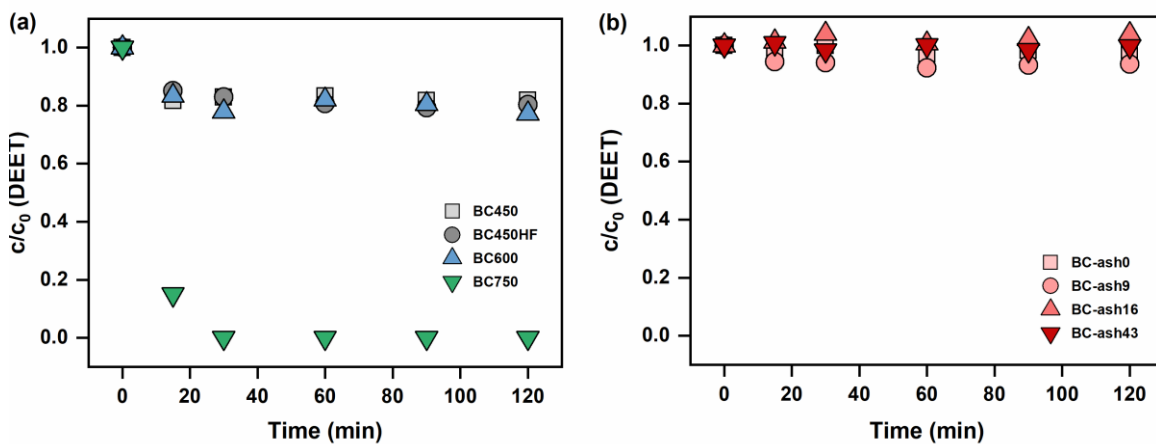 (a)
c/c0 (DEET)
1.0
0.8
0.6
0.4
0.2
0.0
BC450
BC450HF
BC600
BC750
0 20 40 60 80 100 120
Time (min)
(b)
c/c0 (DEET)
1.0
0.8
0.6
0.4
0.2
0.0
BC-ash0
BC-ash9
BC-ash16
BC-ash43
0 20 40 60 80 100 120
Time (min)